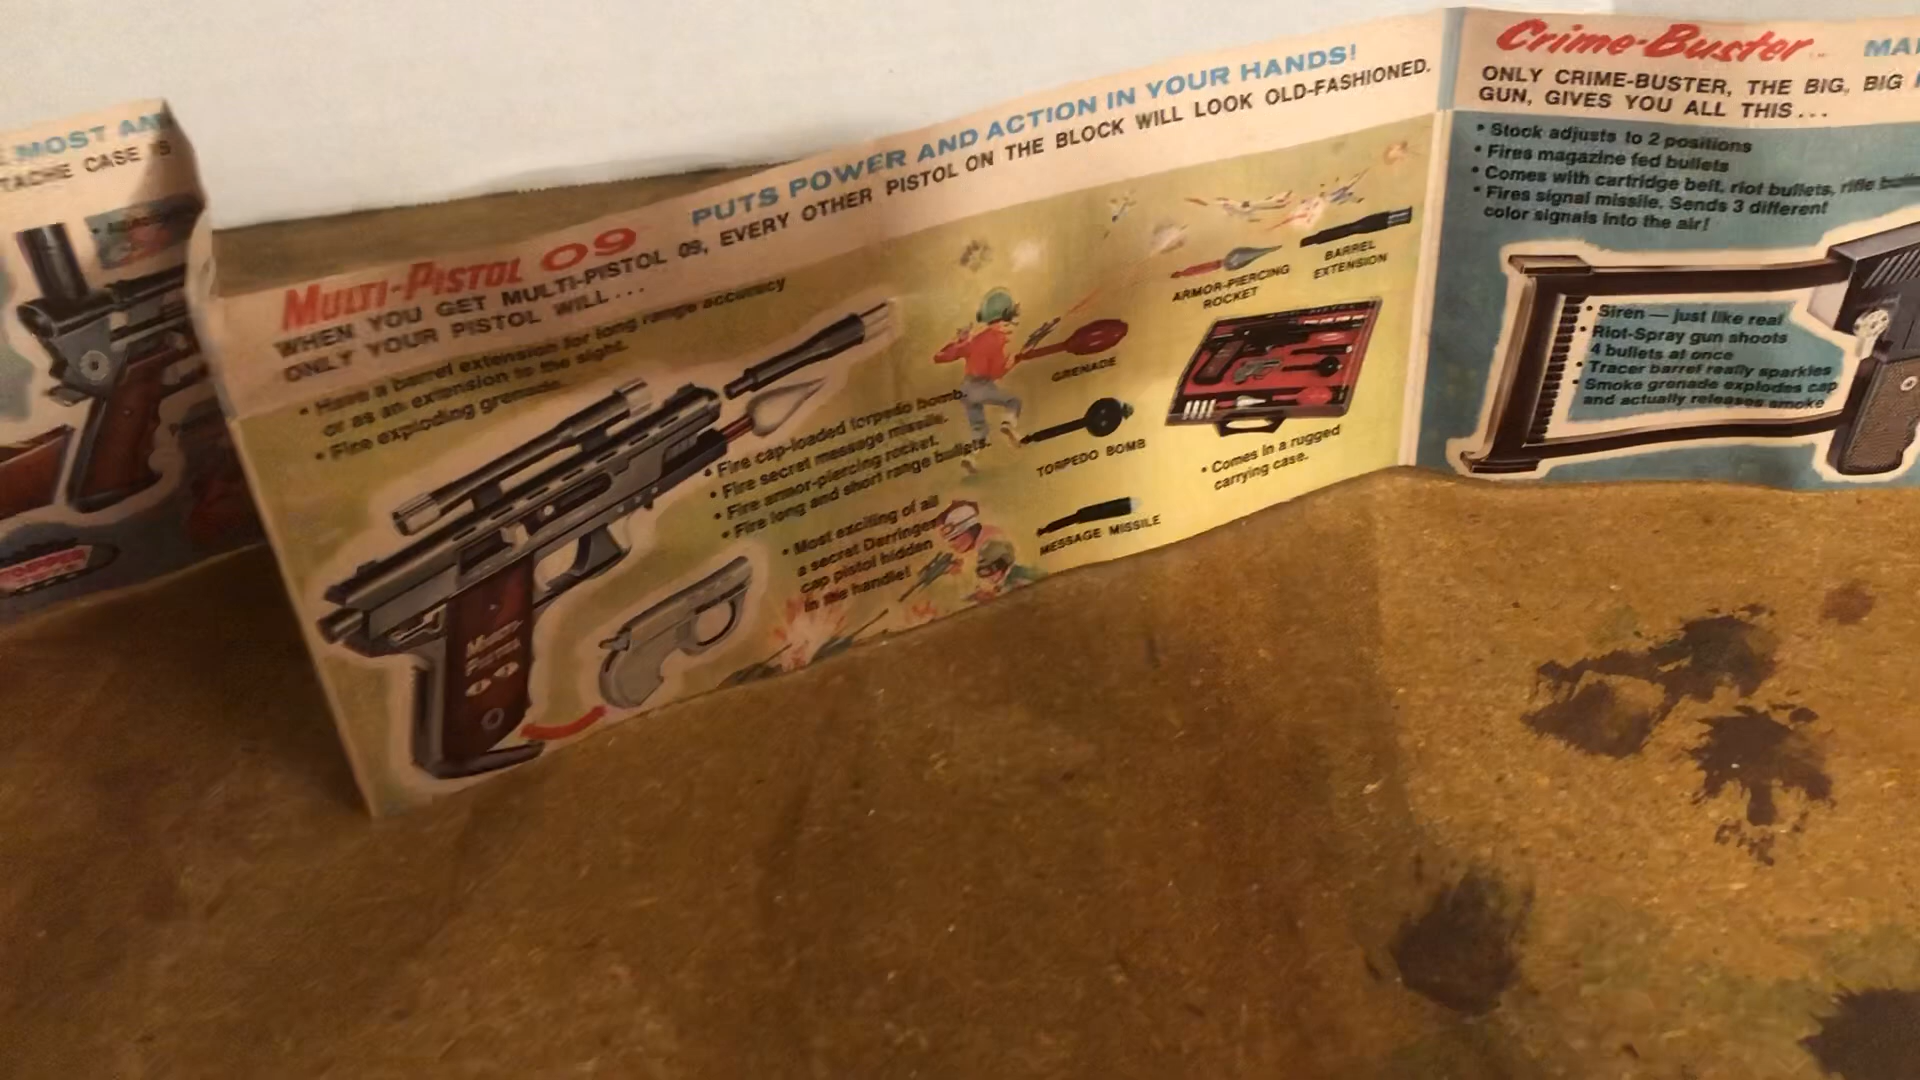 MOST AN
TACHE CASE IS
MULTI-PISTOL 09
PUTS POWER AND ACTION IN YOUR HANDS!
WHEN YOU GET MULTI-PISTOL 09, EVERY OTHER PISTOL ON THE BLOCK WILL LOOK OLD-FASHIONED.
ONLY YOUR PISTOL WILL...
• Have a barrel extension for long range accuracy
or as an extension to the sight.
• Fire exploding grenade.
• Fire cap-loaded torpedo bomb.
• Fire secret message missile.
• Fire armor-piercing rocket.
• Fire long and short range bullets.
• Most exciting of all
a secret Derringer
cap pistol hidden
in the handle!
MULTI-
PISTOL
GRENADE
TORPEDO BOMB
MESSAGE MISSILE
ARMOR-PIERCING
ROCKET
BARREL
EXTENSION
• Comes in a rugged
carrying case.
Crime-Buster
ONLY CRIME-BUSTER, THE BIG, BIG
GUN, GIVES YOU ALL THIS...
• Stock adjusts to 2 positions
• Fires magazine fed bullets
• Comes with cartridge belt, riot bullets, rifle
• Fires signal missile. Sends 3 different
color signals into the air!
• Siren — just like real
• Riot-Spray gun shoots
4 bullets at once
• Tracer barrel really sparkles
• Smoke grenade explodes cap
and actually releases smoke